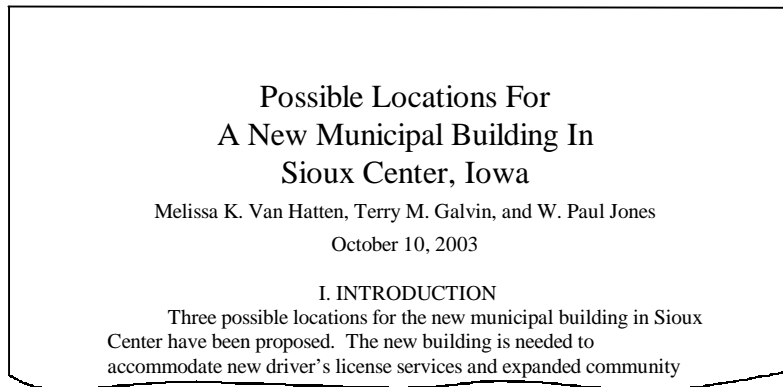 Possible Locations For
A New Municipal Building In
Sioux Center, Iowa
Melissa K. Van Hatten, Terry M. Galvin, and W. Paul Jones
October 10, 2003
I. INTRODUCTION
Three possible locations for the new municipal building in Sioux
Center have been proposed.  The new building is needed to
accommodate new driver's license services and expanded community